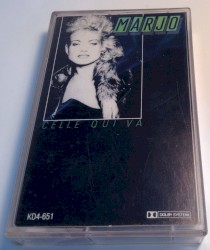 MARJO
CELLE QUI VA
KD4-651
DOLBY SYSTEM